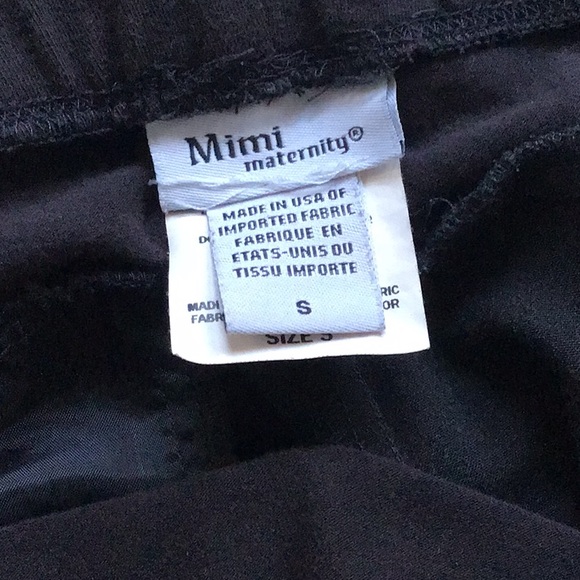 Mimi
maternity®
MADE IN USA OF
IMPORTED FABRIC
FABRIQUE EN
ETATS-UNIS DU
TISSU IMPORTE
S
MADE
RIC
FABR
OR
SIZE S